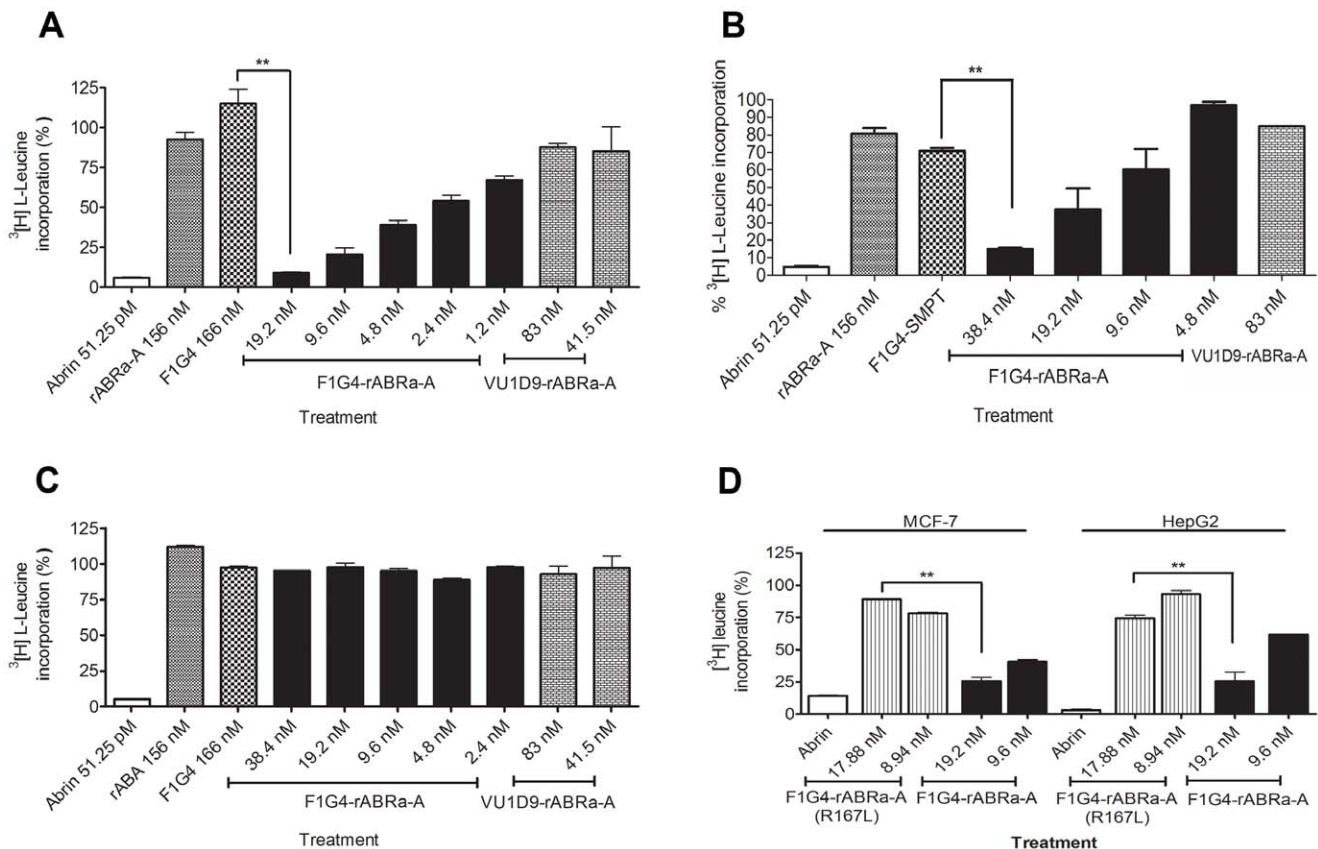 A
**
³[H] L-Leucine
incorporation (%)
125
100
75
50
25
0
Abrin 51.25 pM
rABRa-A 156 nM
F1G4 166 nM
19.2 nM
9.6 nM
4.8 nM
2.4 nM
1.2 nM
83 nM
41.5 nM
F1G4-rABRa-A
VU1D9-rABRa-A
Treatment
B
**
% ³[H] L-Leucine incorporation
100
90
80
70
60
50
40
30
20
10
0
Abrin 51.25 pM
rABRa-A 156 nM
F1G4-SMPT
38.4 nM
19.2 nM
9.6 nM
4.8 nM
83 nM
F1G4-rABRa-A
VU1D9-rABRa-A
Treatment
C
³[H] L-Leucine
incorporation (%)
125
100
75
50
25
0
Abrin 51.25 pM
rABA 156 nM
F1G4 166 nM
38.4 nM
19.2 nM
9.6 nM
4.8 nM
2.4 nM
83 nM
41.5 nM
F1G4-rABRa-A
VU1D9-rABRa-A
Treatment
D
MCF-7
HepG2
**
**
[³H] leucine
incorporation (%)
125
100
75
50
25
0
Abrin
17.88 nM
8.94 nM
19.2 nM
9.6 nM
Abrin
17.88 nM
8.94 nM
19.2 nM
9.6 nM
F1G4-rABRa-A
(R167L)
F1G4-rABRa-A
F1G4-rABRa-A
(R167L)
F1G4-rABRa-A
Treatment